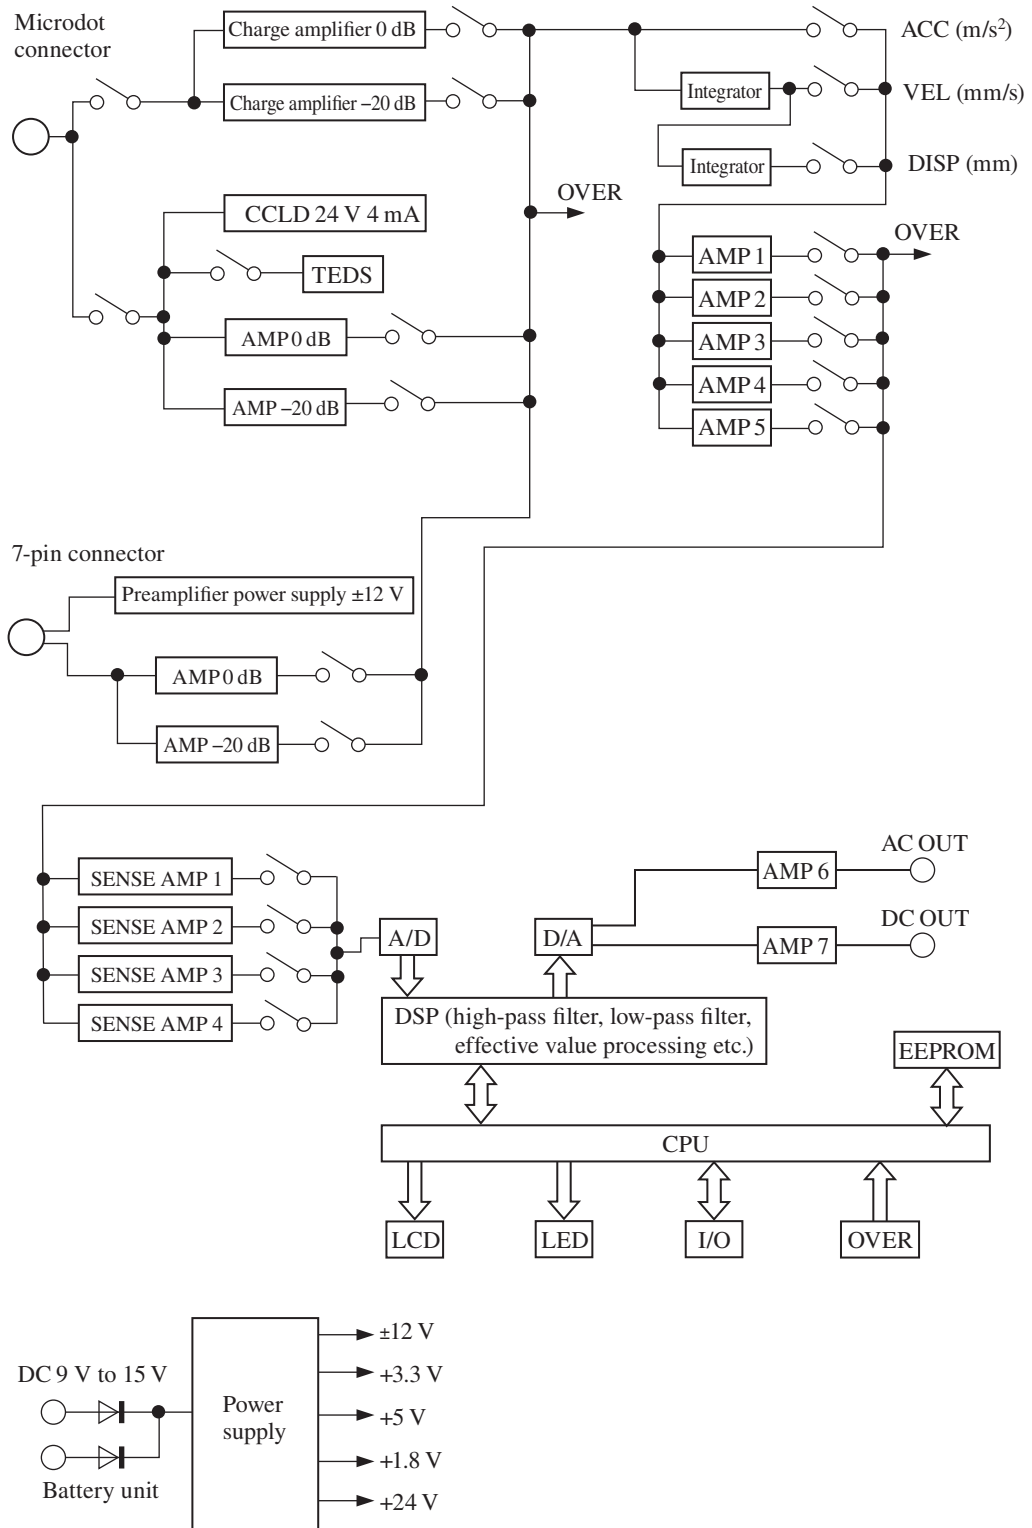 Microdot
connector
Charge amplifier 0 dB
Charge amplifier –20 dB
ACC (m/s²)
Integrator
VEL (mm/s)
Integrator
DISP (mm)
OVER
CCLD 24 V 4 mA
TEDS
AMP 0 dB
AMP –20 dB
OVER
AMP 1
AMP 2
AMP 3
AMP 4
AMP 5
7-pin connector
Preamplifier power supply ±12 V
AMP 0 dB
AMP –20 dB
SENSE AMP 1
SENSE AMP 2
SENSE AMP 3
SENSE AMP 4
A/D
D/A
AMP 6
AC OUT
AMP 7
DC OUT
DSP (high-pass filter, low-pass filter,
effective value processing etc.)
EEPROM
CPU
LCD
LED
I/O
OVER
DC 9 V to 15 V
Battery unit
Power
supply
±12 V
+3.3 V
+5 V
+1.8 V
+24 V